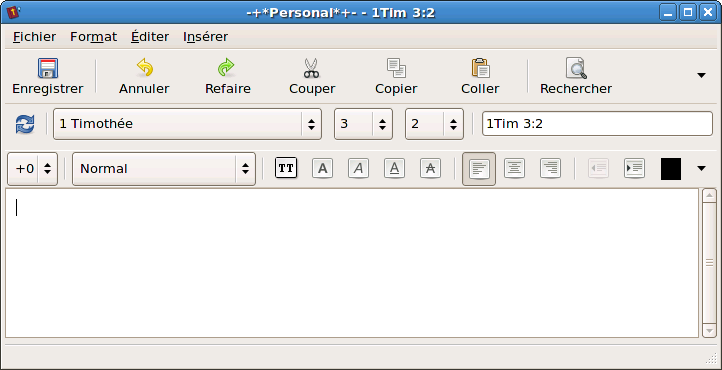 -+*Personal*+- - 1Tim 3:2
Fichier Format Éditer Insérer
Enregistrer Annuler Refaire Couper Copier Coller Rechercher
1 Timothée 3 2 1Tim 3:2
+0 Normal TT A A A A